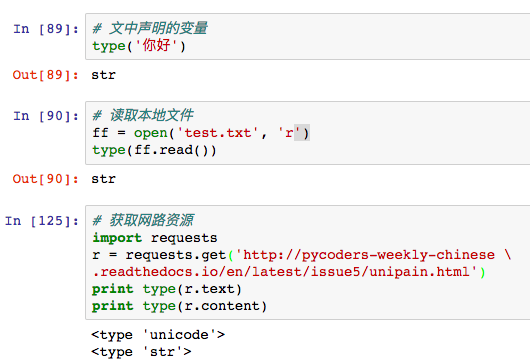 In [89]: # 文中声明的变量
type('你好')
Out[89]: str
In [90]: # 读取本地文件
ff = open('test.txt', 'r')
type(ff.read())
Out[90]: str
In [125]: # 获取网路资源
import requests
r = requests.get('http://pycoders-weekly-chinese \
.readthedocs.io/en/latest/issue5/unipain.html')
print type(r.text)
print type(r.content)
<type 'unicode'>
<type 'str'>